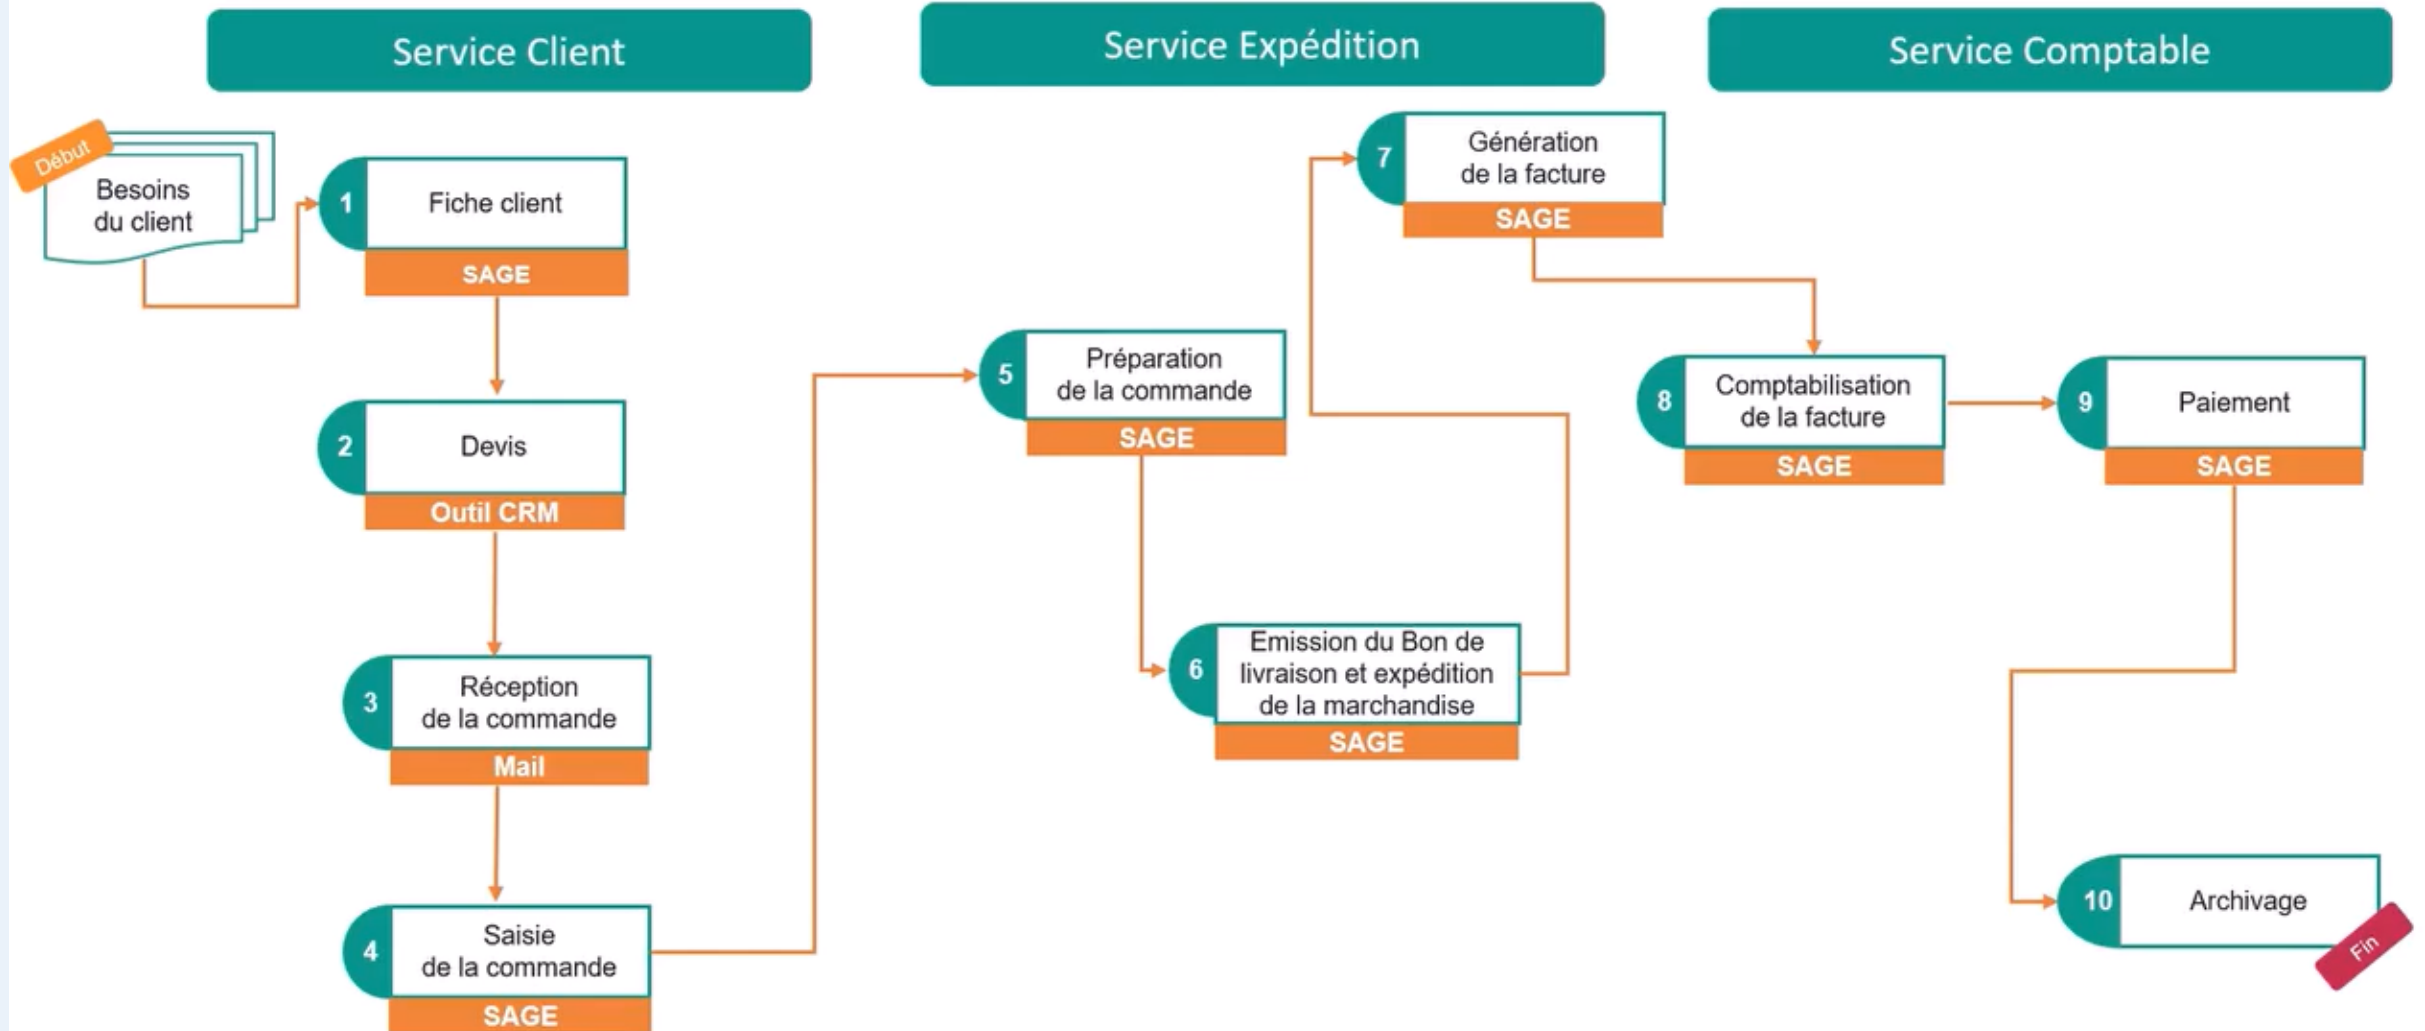 Service Client
Service Expédition
Service Comptable
Début
Besoins
du client
1
Fiche client
SAGE
2
Devis
Outil CRM
3
Réception
de la commande
Mail
4
Saisie
de la commande
SAGE
5
Préparation
de la commande
SAGE
6
Emission du Bon de
livraison et expédition
de la marchandise
SAGE
7
Génération
de la facture
SAGE
8
Comptabilisation
de la facture
SAGE
9
Paiement
SAGE
10
Archivage
Fin